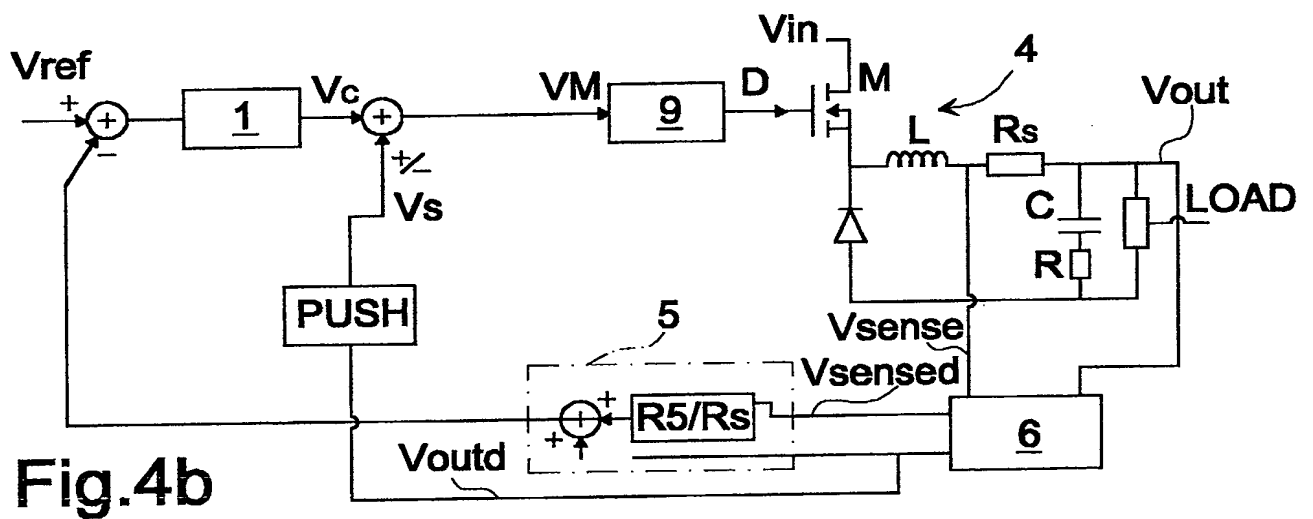 Vin
4
Vref
+
+
-
1
Vc
+
+/-
Vs
VM
9
D
M
L
Rs
Vout
C
R
LOAD
PUSH
5
Vsense
Vsensed
+
+
+
R5/Rs
6
Voutd
Fig.4b